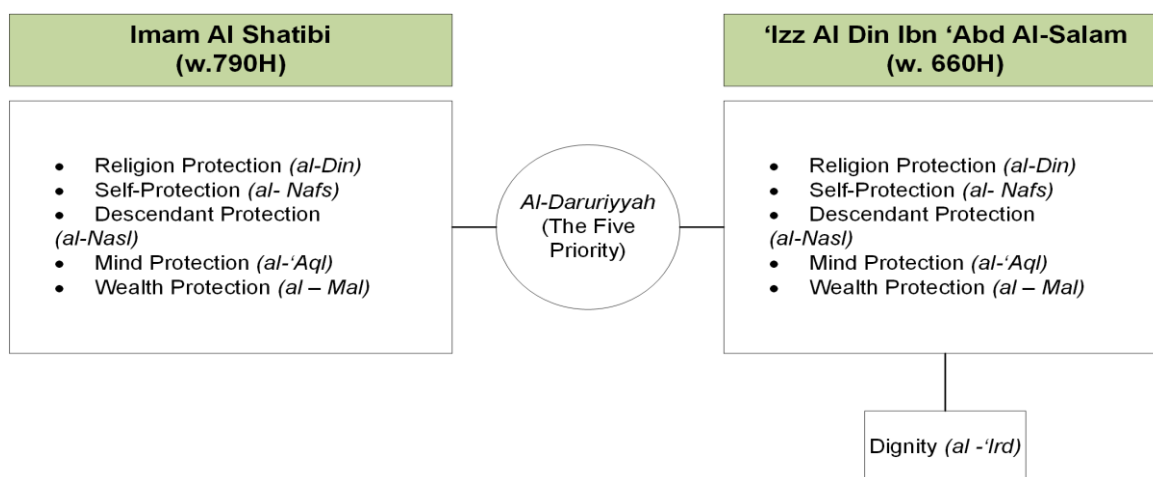 Imam Al Shatibi
(w.790H)
• Religion Protection (al-Din)
• Self-Protection (al- Nafs)
• Descendant Protection
(al-Nasl)
• Mind Protection (al-‘Aql)
• Wealth Protection (al – Mal)
Al-Daruriyyah
(The Five
Priority)
‘Izz Al Din Ibn ‘Abd Al-Salam
(w. 660H)
• Religion Protection (al-Din)
• Self-Protection (al- Nafs)
• Descendant Protection
(al-Nasl)
• Mind Protection (al-‘Aql)
• Wealth Protection (al – Mal)
Dignity (al -‘Ird)